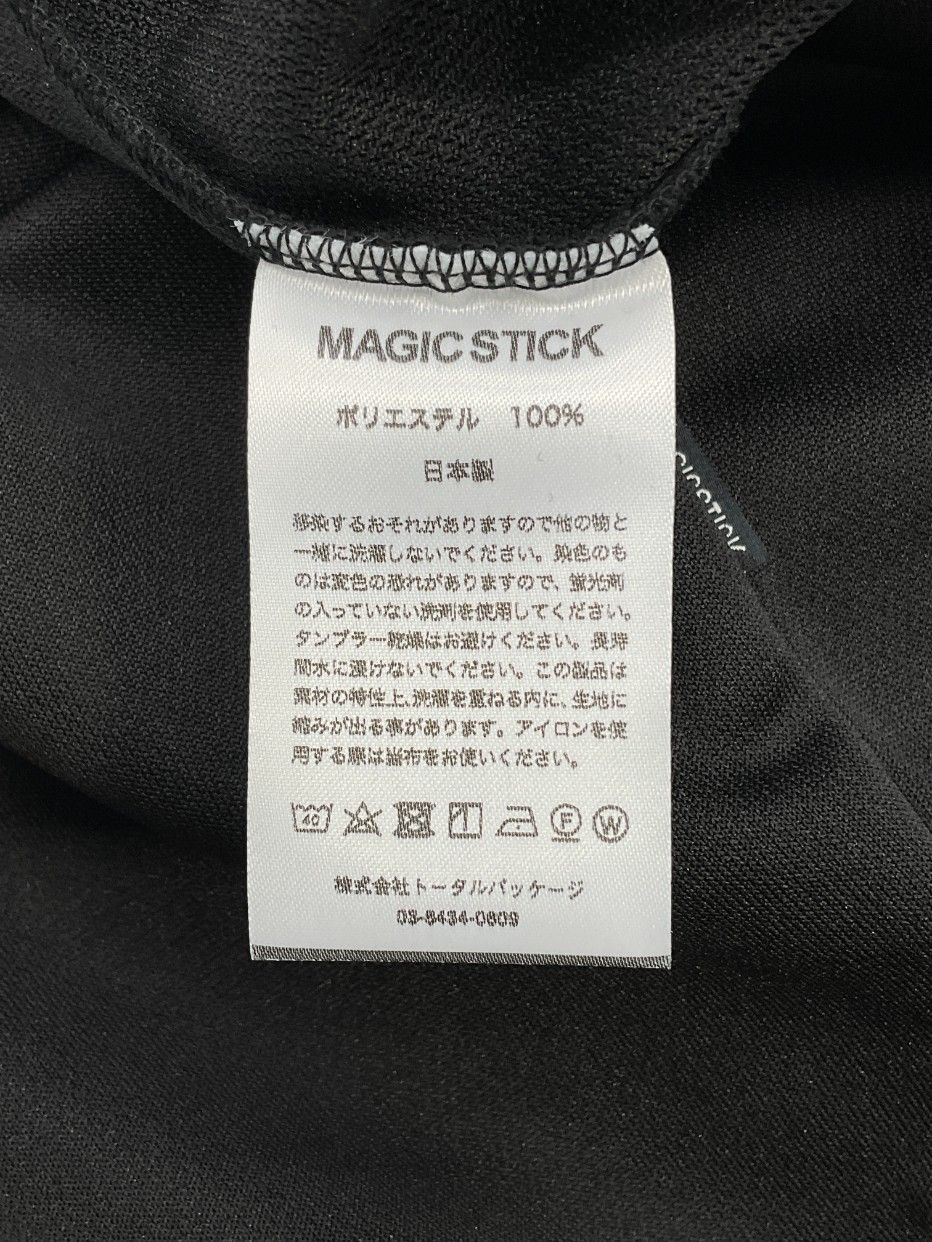 MAGIC STICK
ポリエステル 100%
日本製
移染するおそれがありますので他の物と
一緒に洗濯しないでください。染色のも
のは変色の恐れがありますので、蛍光剤
の入っていない洗剤を使用してください。
タンブラー乾燥はお避けください。長時
間水に浸けないでください。この製品は
素材の特性上、洗濯を重ねる内に、生地に
縮みが出る事があります。アイロンを使
用する際は当布をお使いください。
40 F W
株式会社トータルパッケージ
03-8434-0809
GICSTICK